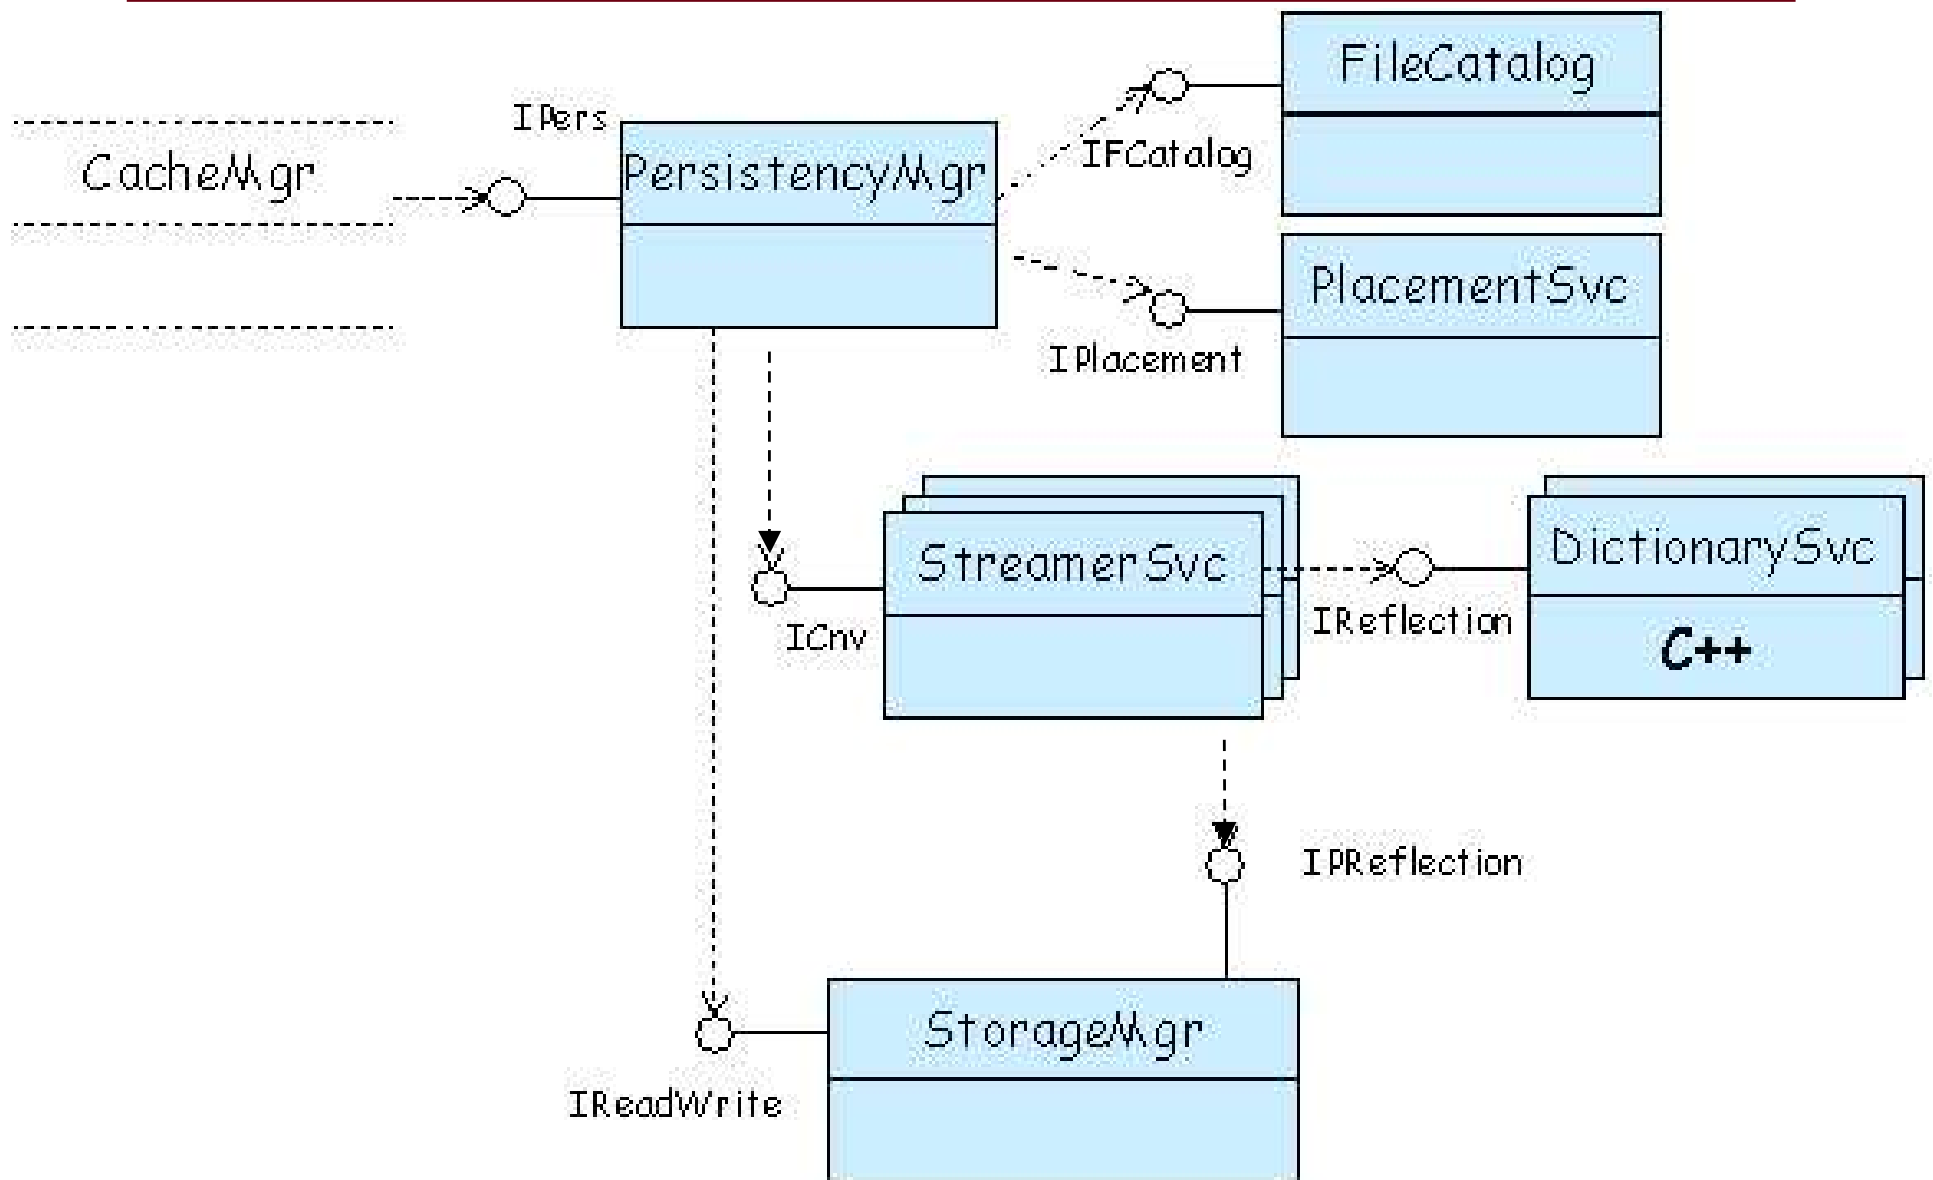 FileCatalog
IPers
CacheMgr
PersistencyMgr
IFCatalog
PlacementSvc
IPlacement
StreamerSvc
DictionarySvc
IReflection
ICnv
C++
IPReflection
StorageMgr
IReadWrite